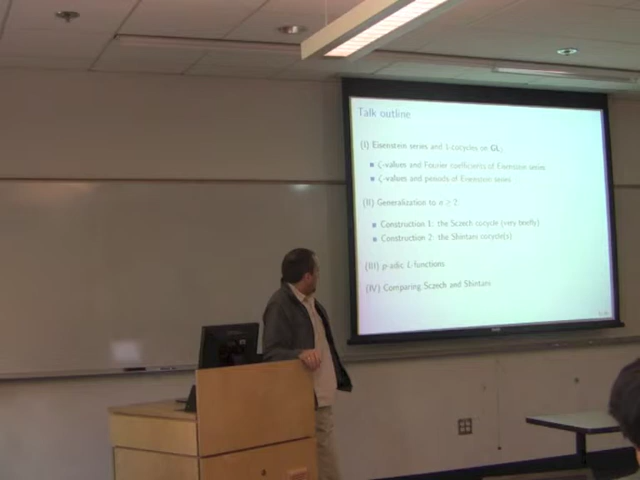 Talk outline
(I) Eisenstein series and 1-cocycles on GL₂
ζ-values and Fourier coefficients of Eisenstein series
ζ-values and periods of Eisenstein series
(II) Generalization to n ≥ 2
Construction 1: the Sczech cocycle (very briefly)
Construction 2: the Shintani cocycle(s)
(III) p-adic L-functions
(IV) Comparing Sczech and Shintani